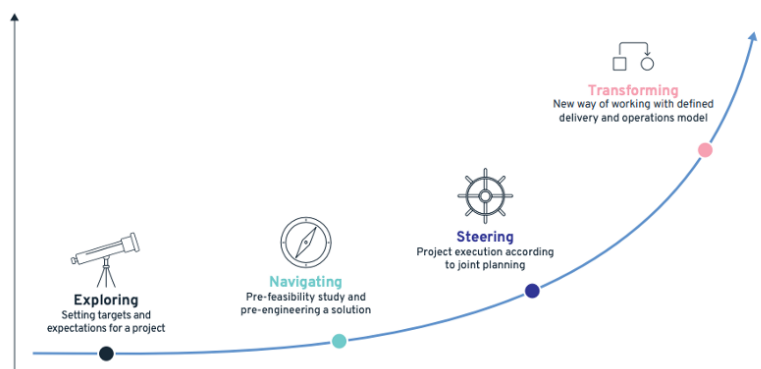 Exploring
Setting targets and
expectations for a project
Navigating
Pre-feasibility study and
pre-engineering a solution
Steering
Project execution according
to joint planning
Transforming
New way of working with defined
delivery and operations model